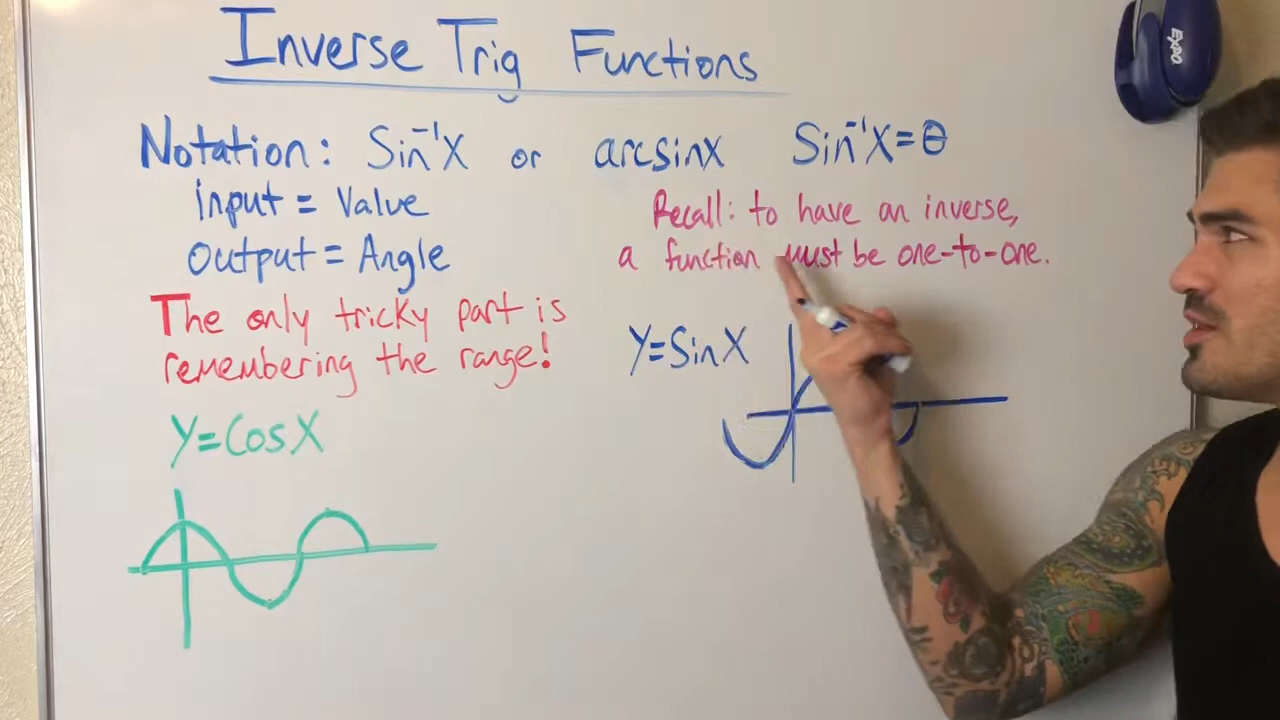 Inverse Trig Functions
Notation: Sin⁻¹X or arcsinx Sin⁻¹X=θ
input = Value
Output = Angle
Recall: to have an inverse,
a function must be one-to-one.
The only tricky part is
remembering the range!
Y=SinX
Y=CosX
EXPO